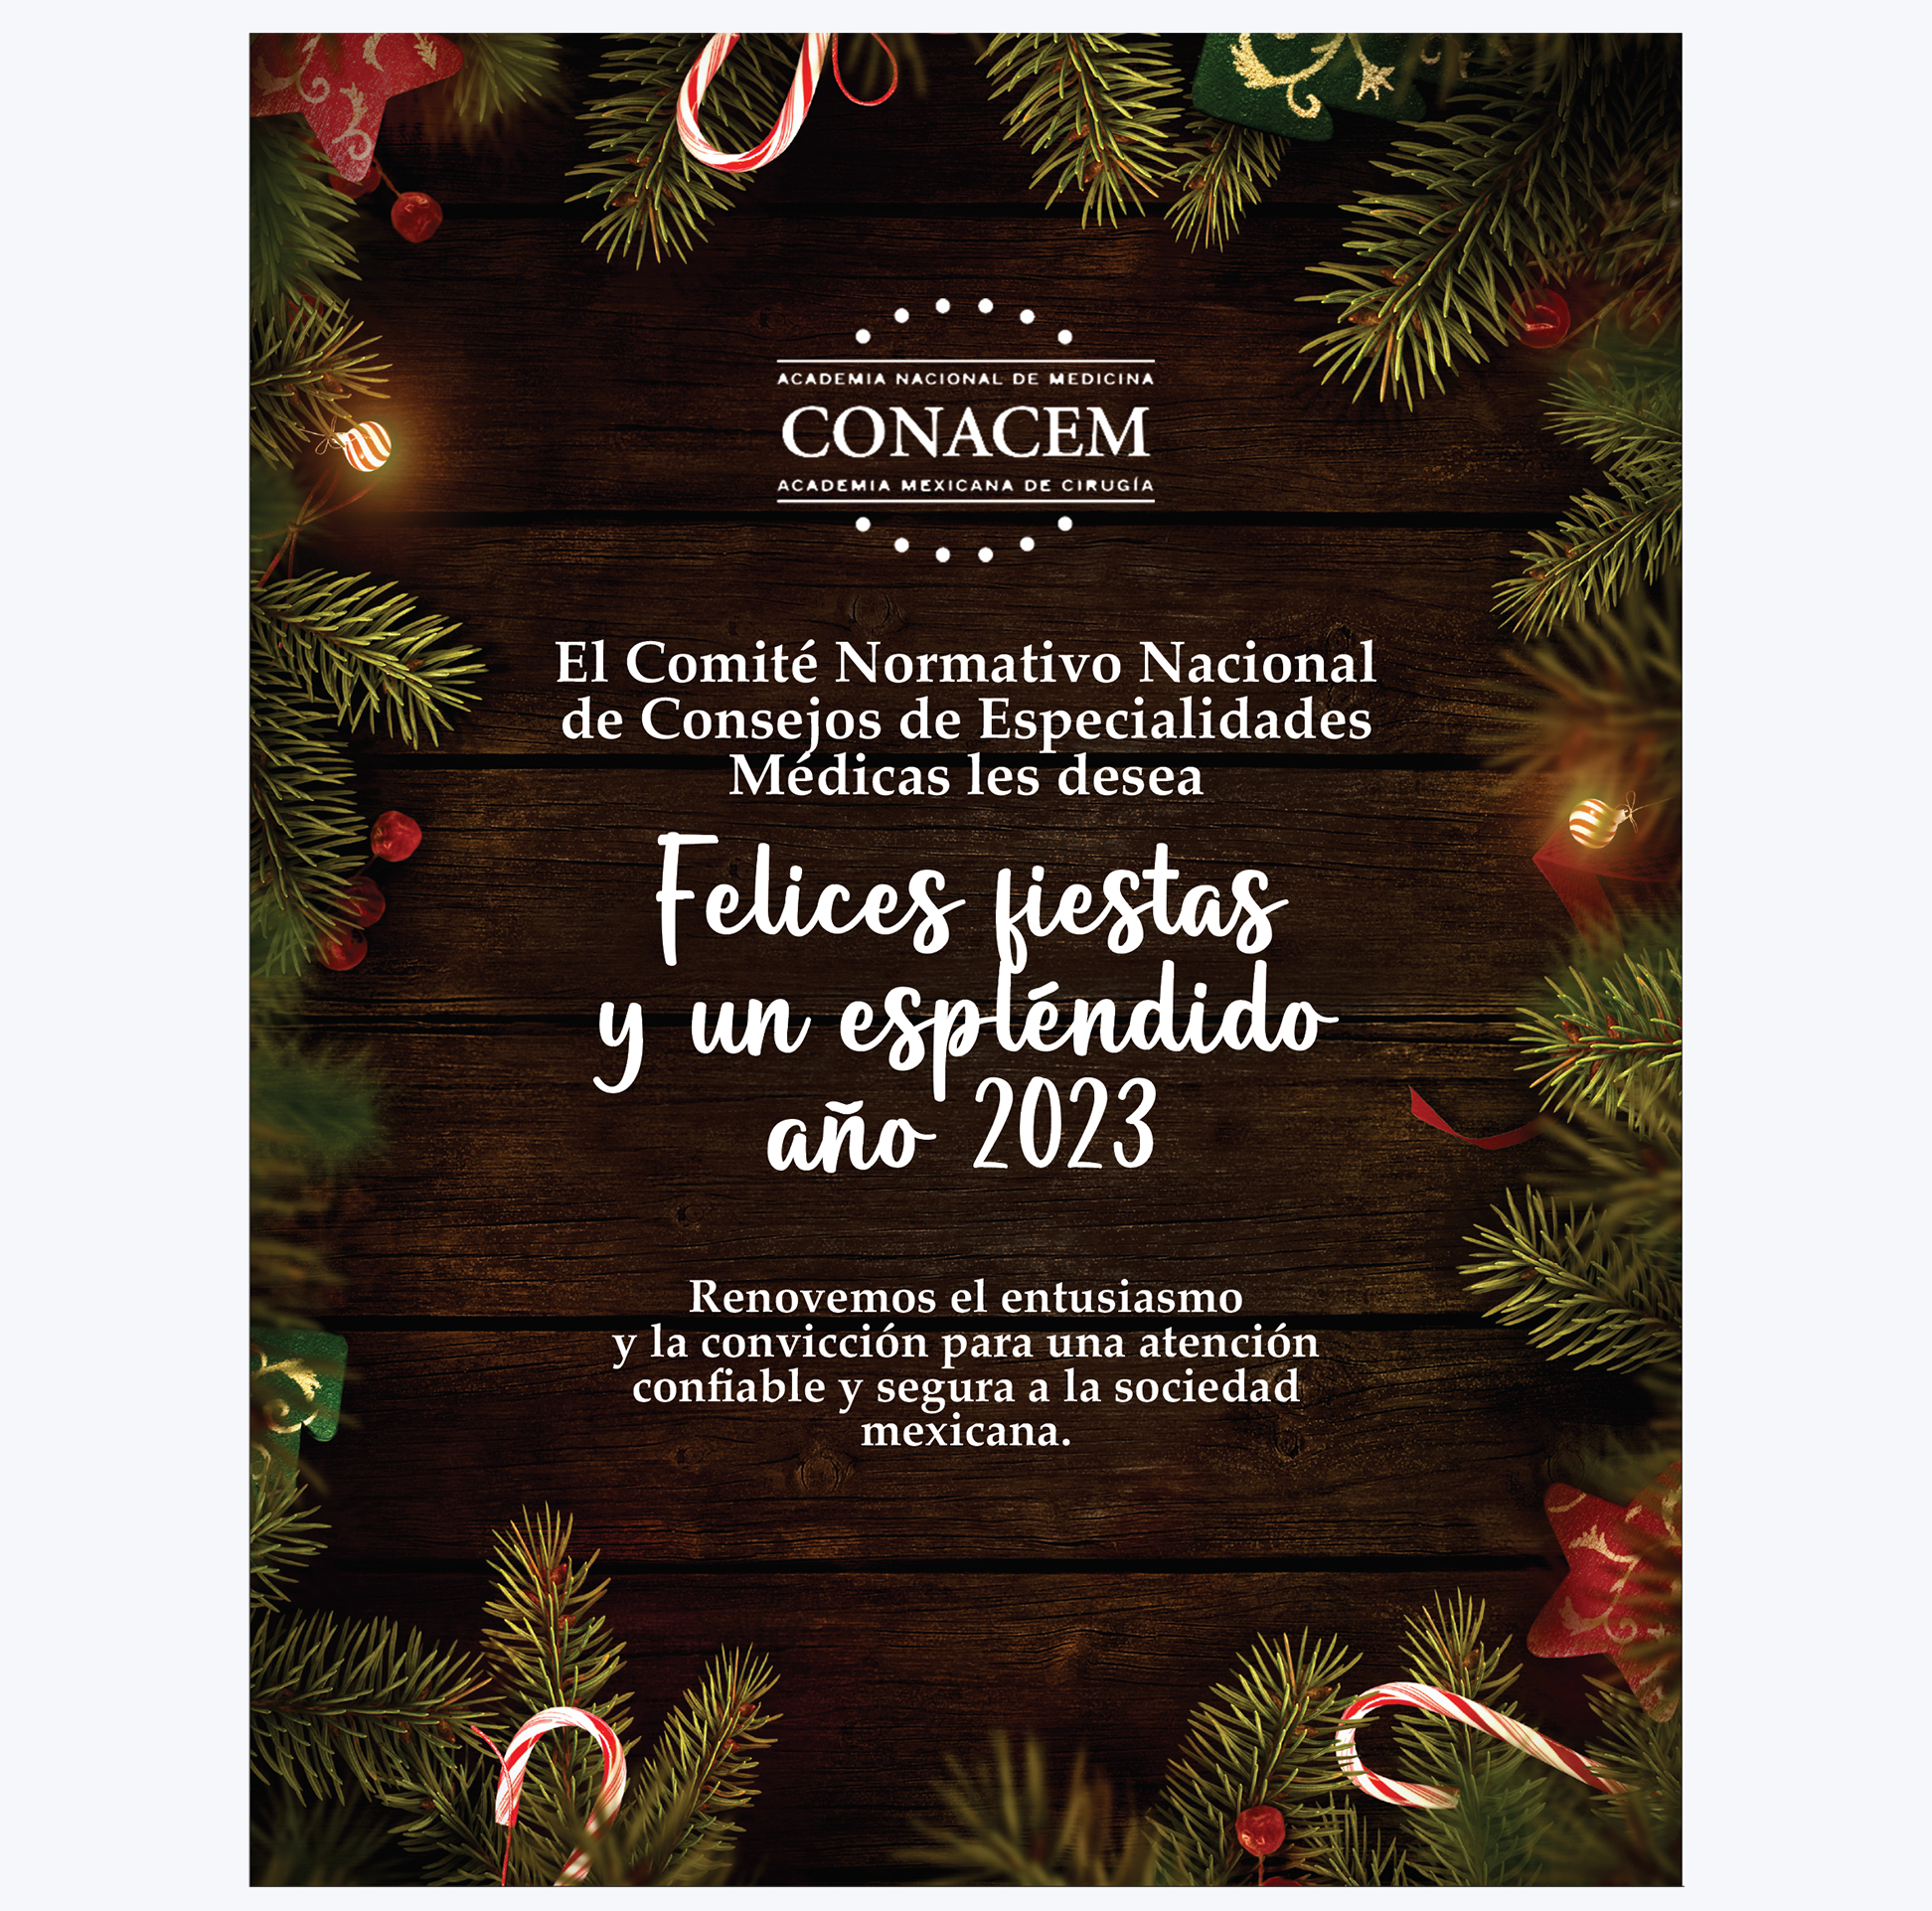 ACADEMIA NACIONAL DE MEDICINA
CONACEM
ACADEMIA MEXICANA DE CIRUGÍA
El Comité Normativo Nacional
de Consejos de Especialidades
Médicas les desea
Felices fiestas
y un espléndido
año 2023
Renovemos el entusiasmo
y la convicción para una atención
confiable y segura a la sociedad
mexicana.